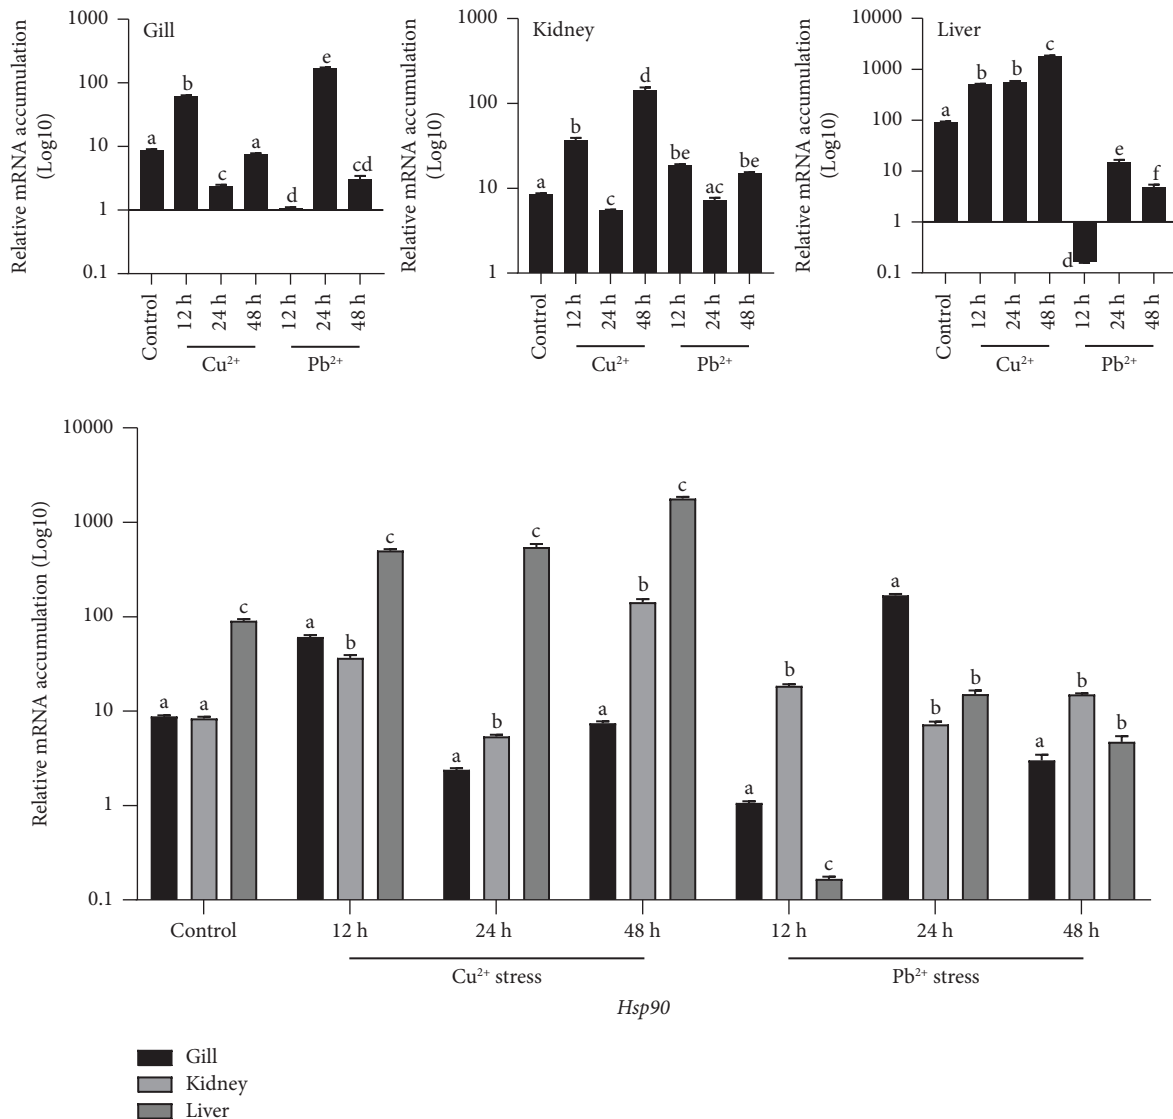 Gill
Relative mRNA accumulation
(Log10)
1000
100
10
1
0.1
a
b
c
a
d
e
cd
Control
12 h
24 h
48 h
12 h
24 h
48 h
Cu²⁺
Pb²⁺
Kidney
Relative mRNA accumulation
(Log10)
1000
100
10
1
a
b
c
d
be
ac
be
Control
12 h
24 h
48 h
12 h
24 h
48 h
Cu²⁺
Pb²⁺
Liver
Relative mRNA accumulation
(Log10)
10000
1000
100
10
1
0.1
a
b
b
c
d
e
f
Control
12 h
24 h
48 h
12 h
24 h
48 h
Cu²⁺
Pb²⁺
Relative mRNA accumulation (Log10)
10000
1000
100
10
1
0.1
a
a
c
a
b
c
a
b
c
a
b
c
a
b
c
a
b
b
a
b
b
Control
12 h
24 h
48 h
12 h
24 h
48 h
Cu²⁺ stress
Pb²⁺ stress
Hsp90
Gill
Kidney
Liver